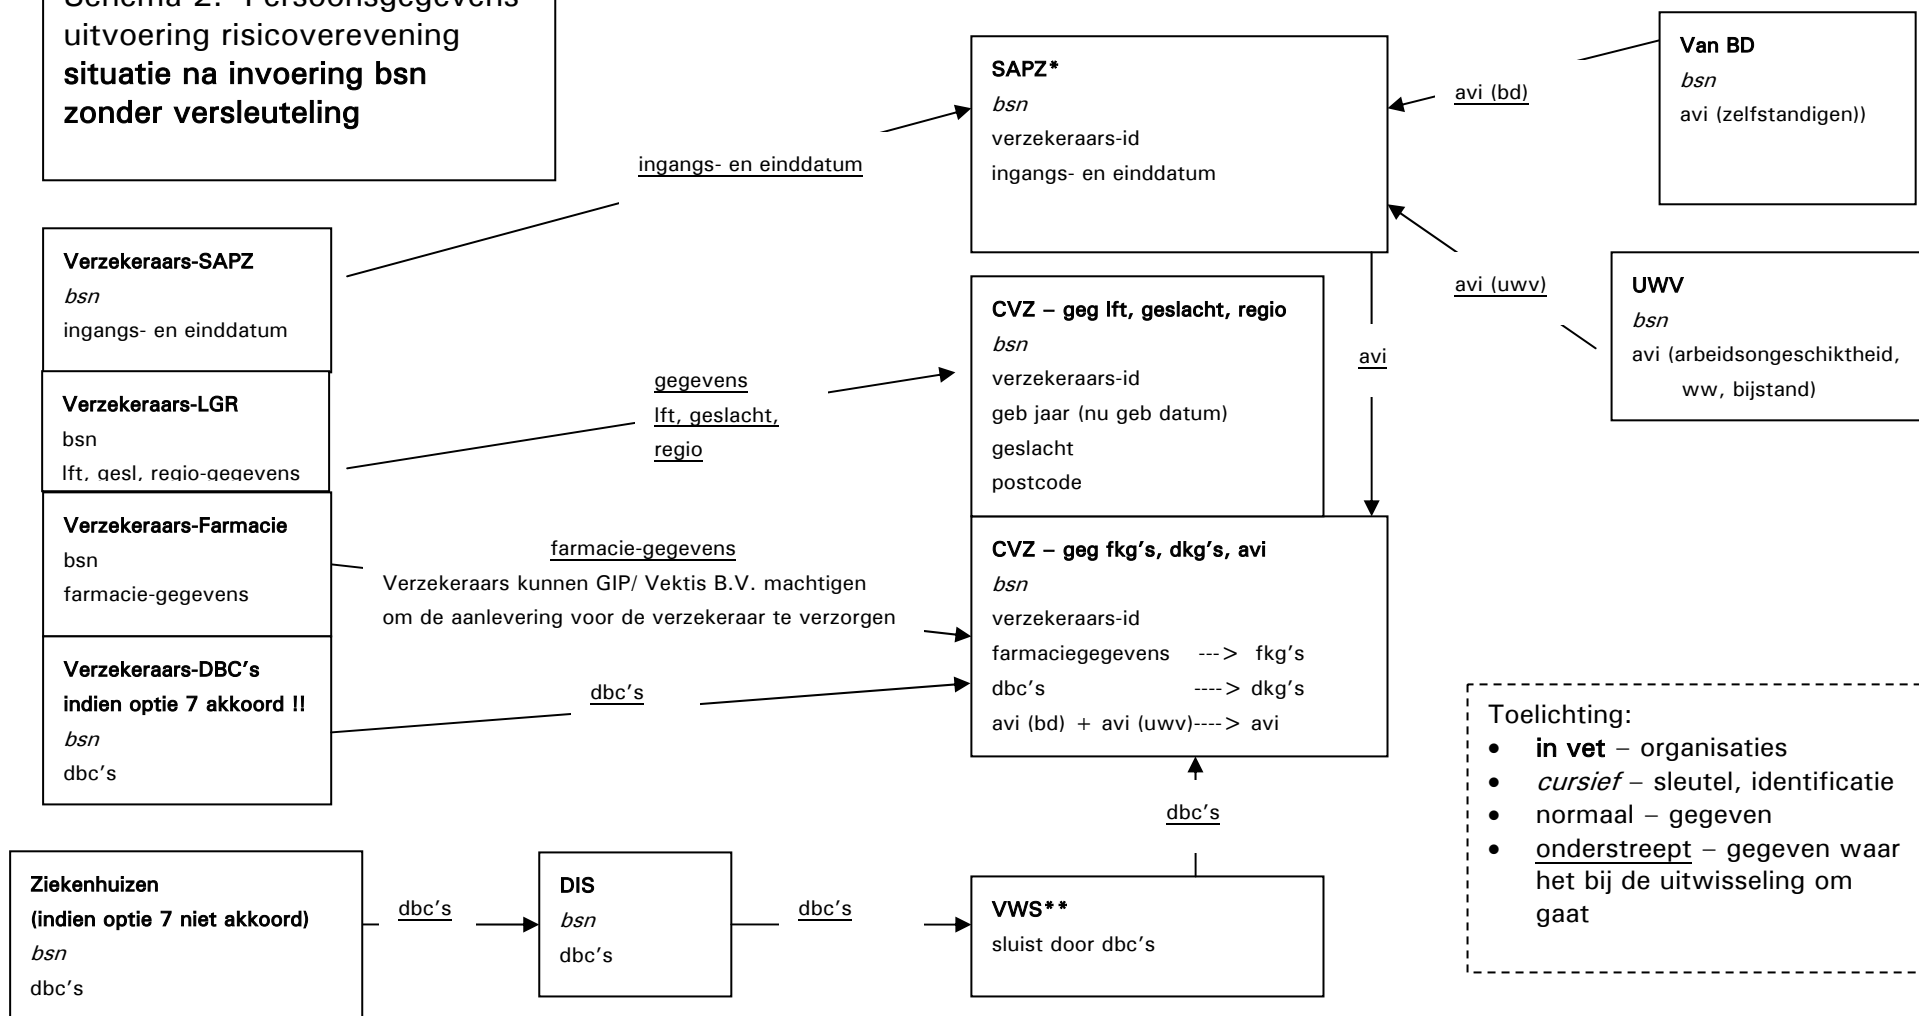 Schema 2: Persoonsgegevens
uitvoering risicoverevening
situatie na invoering bsn
zonder versleuteling
Verzekeraars-SAPZ
bsn
ingangs- en einddatum
Verzekeraars-LGR
bsn
lft, gesl, regio-gegevens
Verzekeraars-Farmacie
bsn
farmacie-gegevens
Verzekeraars-DBC's
indien optie 7 akkoord !!
bsn
dbc's
Ziekenhuizen
(indien optie 7 niet akkoord)
bsn
dbc's
ingangs- en einddatum
gegevens
lft, geslacht,
regio
farmacie-gegevens
Verzekeraars kunnen GIP/ Vektis B.V. machtigen
om de aanlevering voor de verzekeraar te verzorgen
dbc's
dbc's
DIS
bsn
dbc's
dbc's
SAPZ*
bsn
verzekeraars-id
ingangs- en einddatum
CVZ – geg lft, geslacht, regio
bsn
verzekeraars-id
geb jaar (nu geb datum)
geslacht
postcode
avi
CVZ – geg fkg's, dkg's, avi
bsn
verzekeraars-id
farmaciegegevens ---> fkg's
dbc's ----> dkg's
avi (bd) + avi (uwv)----> avi
dbc's
VWS**
sluist door dbc's
avi (bd)
Van BD
bsn
avi (zelfstandigen))
avi (uwv)
UWV
bsn
avi (arbeidsongeschiktheid,
ww, bijstand)
Toelichting:
• in vet – organisaties
• cursief – sleutel, identificatie
• normaal – gegeven
• onderstreept – gegeven waar
het bij de uitwisseling om
gaat